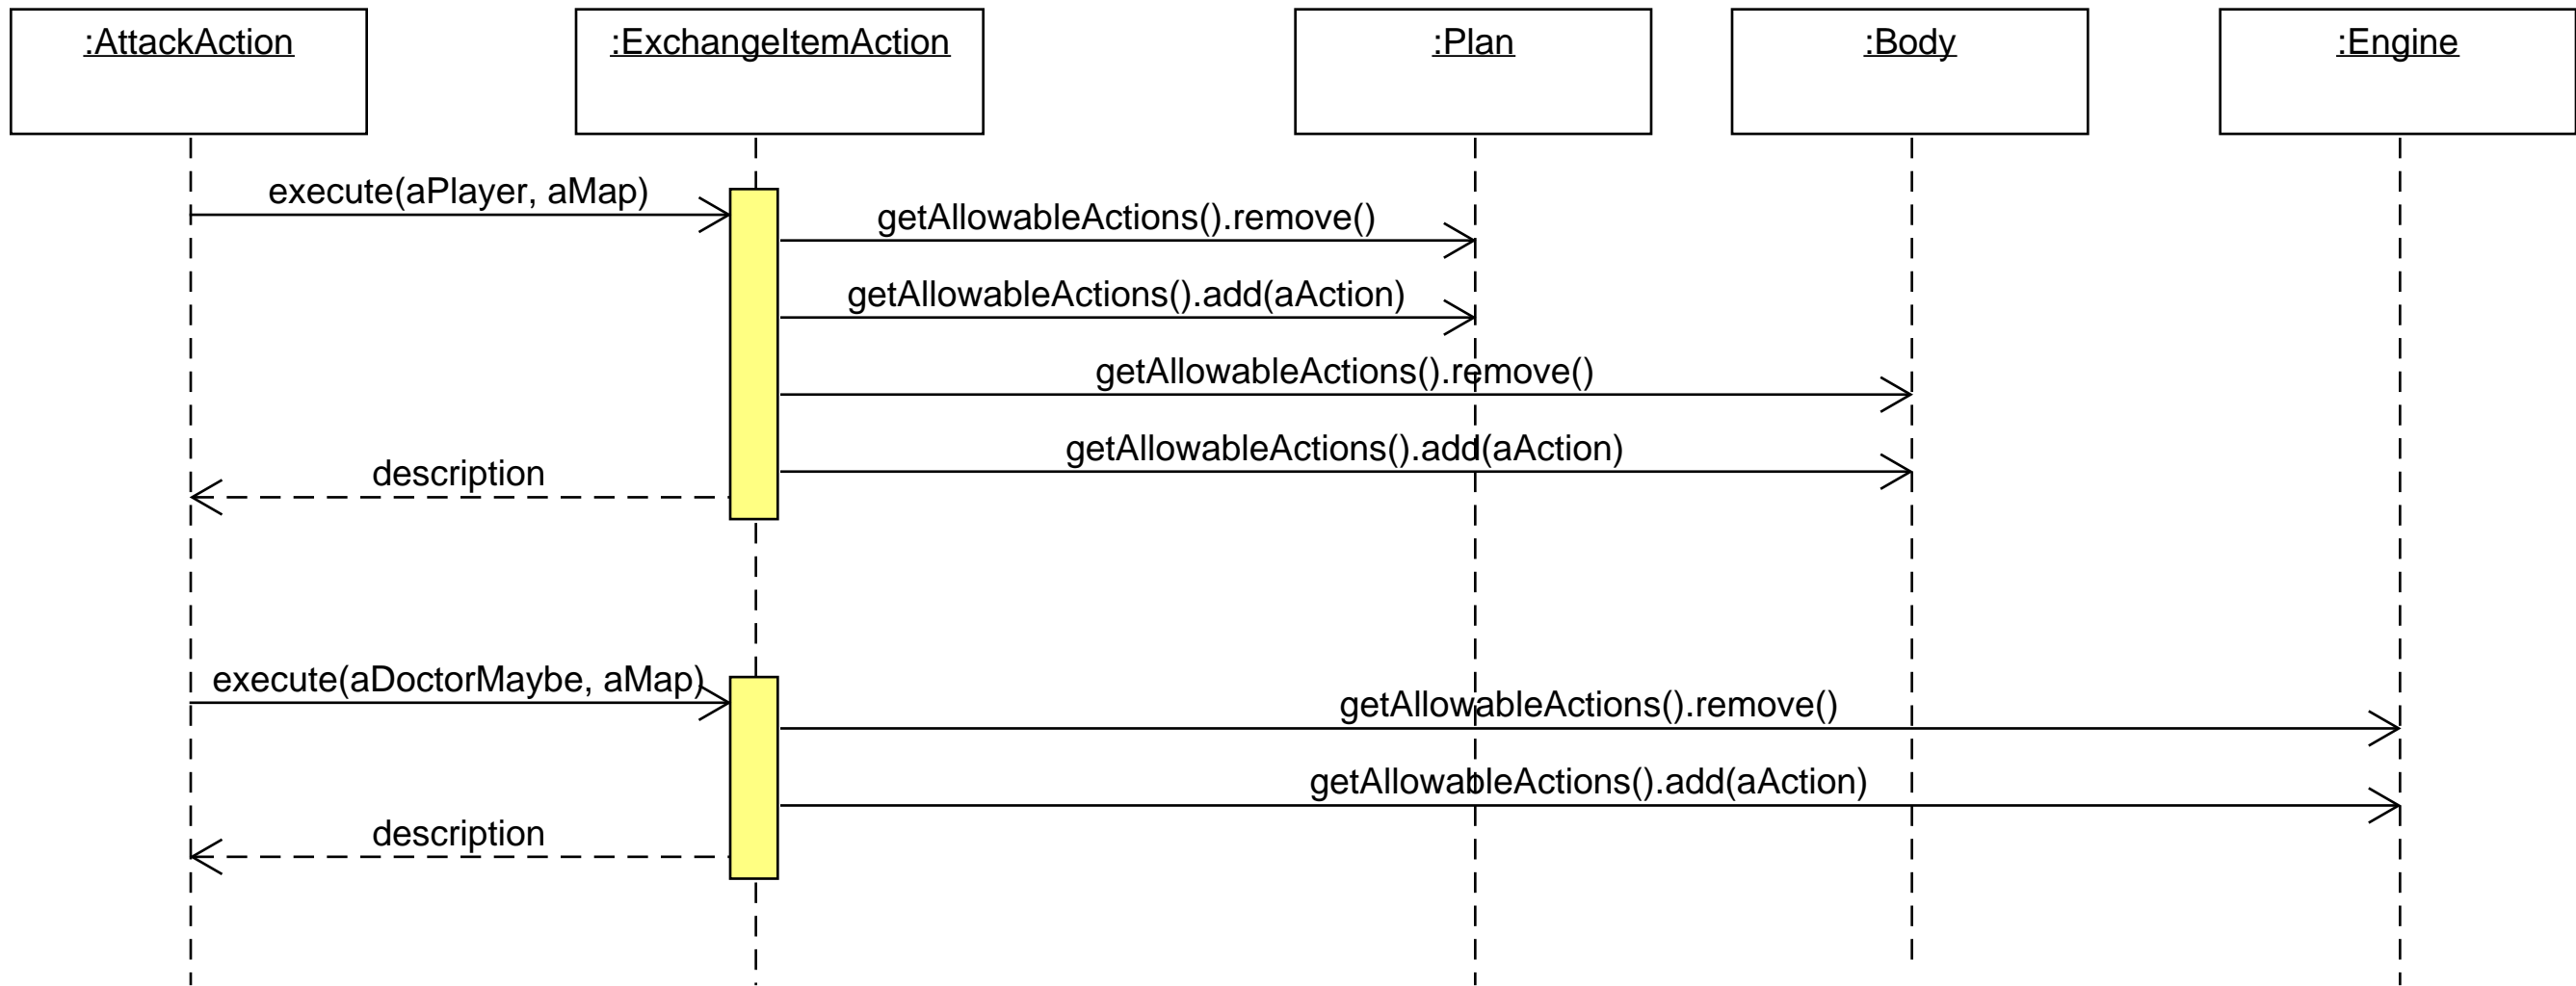 :AttackAction
:ExchangeItemAction
:Plan
:Body
:Engine
execute(aPlayer, aMap)
getAllowableActions().remove()
getAllowableActions().add(aAction)
getAllowableActions().remove()
getAllowableActions().add(aAction)
description
execute(aDoctorMaybe, aMap)
getAllowableActions().remove()
getAllowableActions().add(aAction)
description